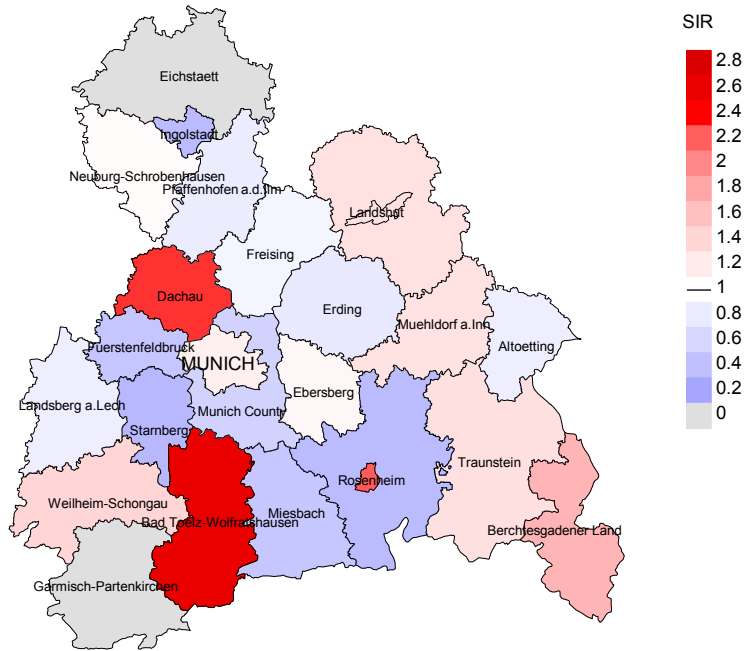 SIR
2.8
2.6
2.4
2.2
2
1.8
1.6
1.4
1.2
1
0.8
0.6
0.4
0.2
0
Eichstaett
Ingolstadt
Neuburg-Schrobenhausen
Pfaffenhofen a.d.Ilm
Landshut
Freising
Dachau
Erding
Muehldorf a.Inn
Altoetting
Fuerstenfeldbruck
MUNICH
Ebersberg
Landsberg a.Lech
Munich County
Starnberg
Traunstein
Rosenheim
Weilheim-Schongau
Miesbach
Bad Toelz-Wolfratshausen
Berchtesgadener Land
Garmisch-Partenkirchen